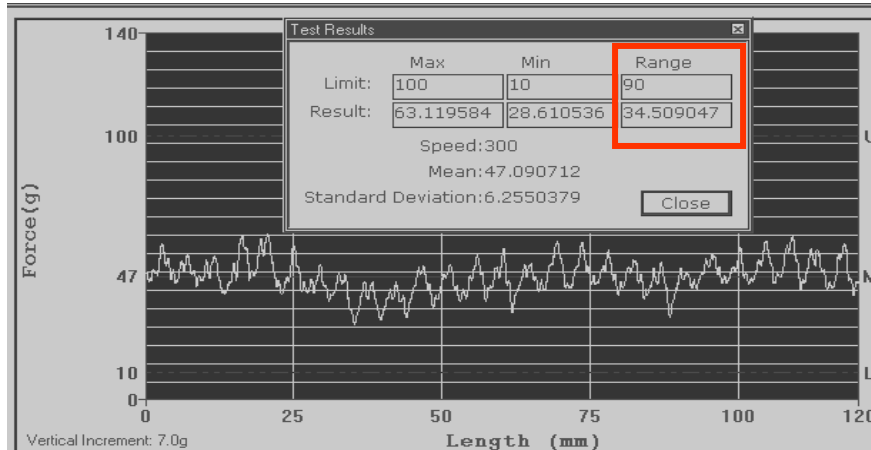 140
Test Results
Max Min Range
Limit: 100 10 90
Result: 63.119584 28.610536 34.509047
Speed:300
Mean:47.090712
Standard Deviation:6.2550379
Close
100
Force(g)
47
10
0
0 25 50 75 100 120
Vertical Increment: 7.0g
Length (mm)